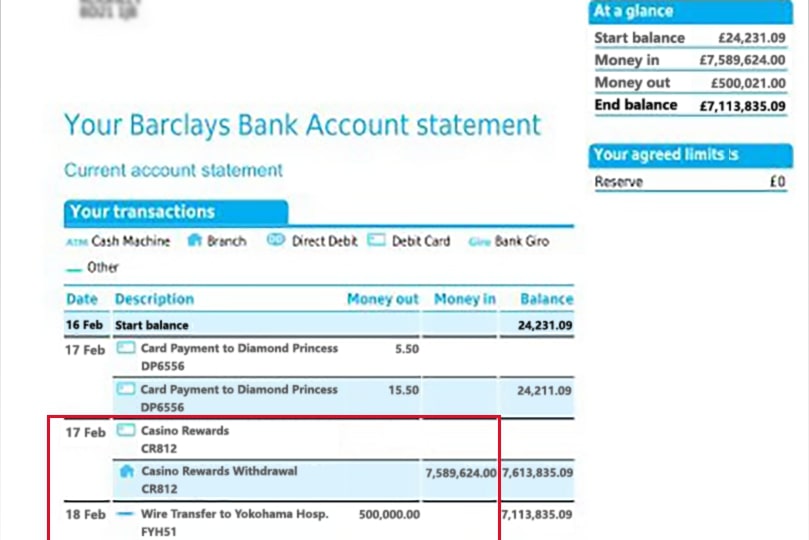 At a glance
Start balance £24,231.09
Money in £7,589,624.00
Money out £500,021.00
End balance £7,113,835.09
Your Barclays Bank Account statement
Your agreed limits
Current account statement
Reserve £0
Your transactions
ATM Cash Machine Branch Direct Debit Debit Card Giro Bank Giro
Other
Date Description Money out Money in Balance
16 Feb Start balance 24,231.09
17 Feb Card Payment to Diamond Princess 5.50
DP6556
Card Payment to Diamond Princess 15.50 24,211.09
DP6556
17 Feb Casino Rewards
CR812
Casino Rewards Withdrawal 7,589,624.00 7,613,835.09
CR812
18 Feb Wire Transfer to Yokohama Hosp. 500,000.00 7,113,835.09
FYH51